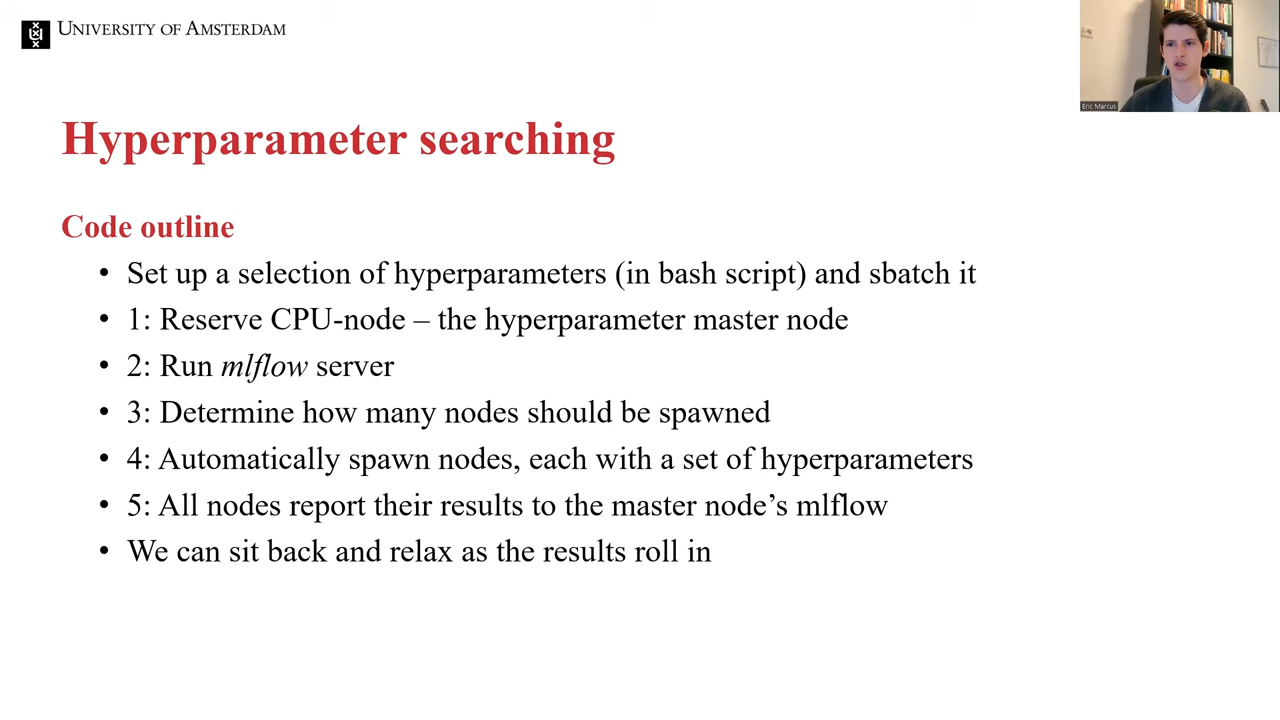 UNIVERSITY OF AMSTERDAM
Eric Marcus
Hyperparameter searching
Code outline
• Set up a selection of hyperparameters (in bash script) and sbatch it
• 1: Reserve CPU-node – the hyperparameter master node
• 2: Run mlflow server
• 3: Determine how many nodes should be spawned
• 4: Automatically spawn nodes, each with a set of hyperparameters
• 5: All nodes report their results to the master node’s mlflow
• We can sit back and relax as the results roll in